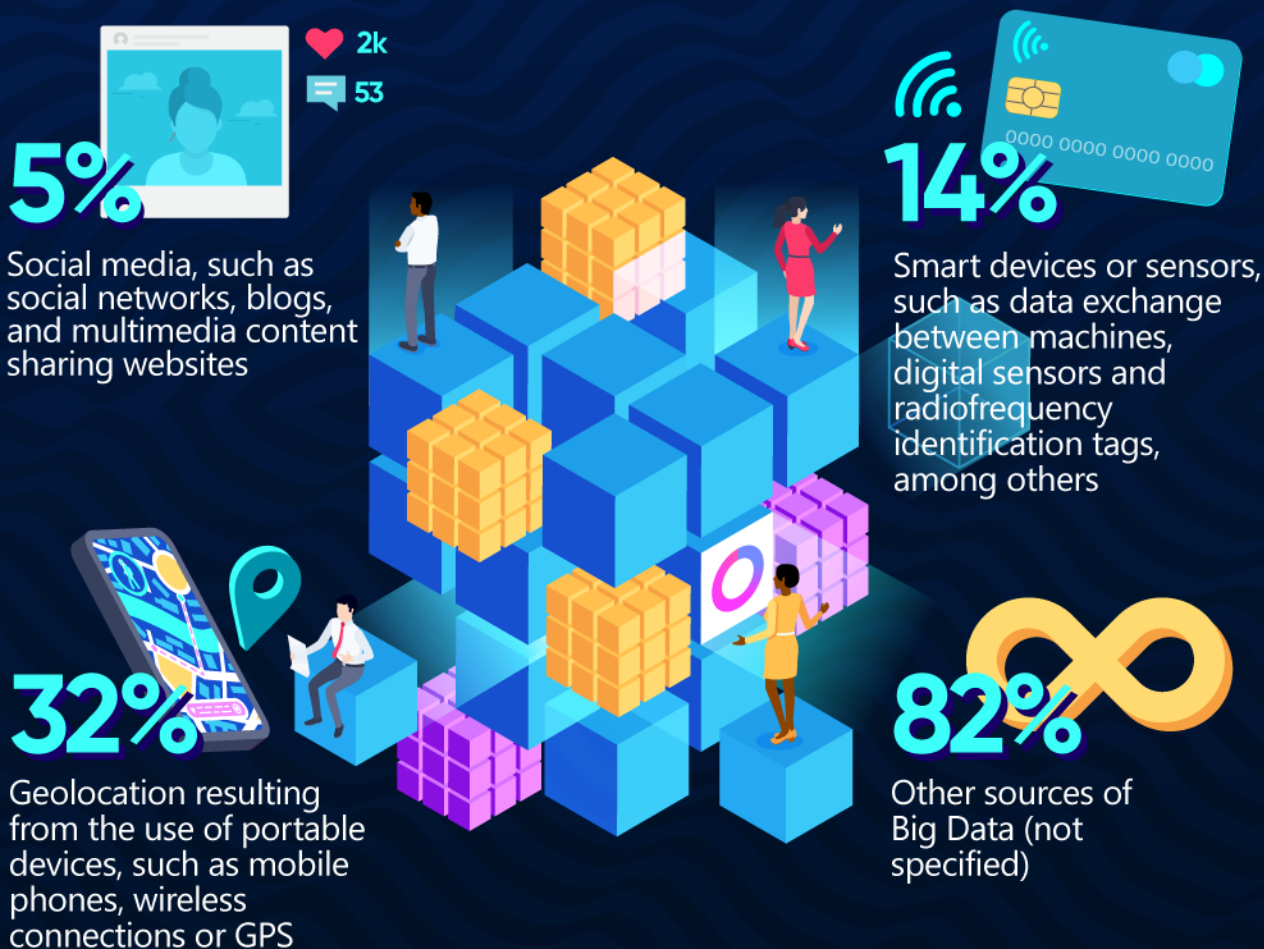 2k
53
5%
Social media, such as
social networks, blogs,
and multimedia content
sharing websites
0000 0000 0000 0000
14%
Smart devices or sensors,
such as data exchange
between machines,
digital sensors and
radiofrequency
identification tags,
among others
32%
Geolocation resulting
from the use of portable
devices, such as mobile
phones, wireless
connections or GPS
82%
Other sources of
Big Data (not
specified)